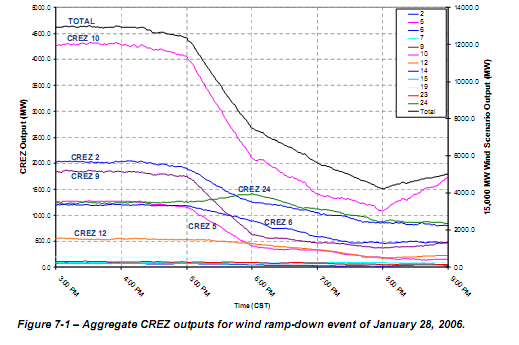 5000.0
4500.0
4000.0
3500.0
3000.0
2500.0
2000.0
1500.0
1000.0
500.0
0.0
CREZ Output (MW)
TOTAL
CREZ 10
CREZ 2
CREZ 9
CREZ 24
CREZ 5
CREZ 6
CREZ 12
2
5
6
7
9
10
12
14
15
19
23
24
Total
14000.0
12000.0
10000.0
8000.0
6000.0
4000.0
2000.0
0.0
15,000 MW Wind Scenario Output (MW)
3:00 PM
4:00 PM
5:00 PM
6:00 PM
7:00 PM
8:00 PM
9:00 PM
Time (CST)
Figure 7-1 – Aggregate CREZ outputs for wind ramp-down event of January 28, 2006.